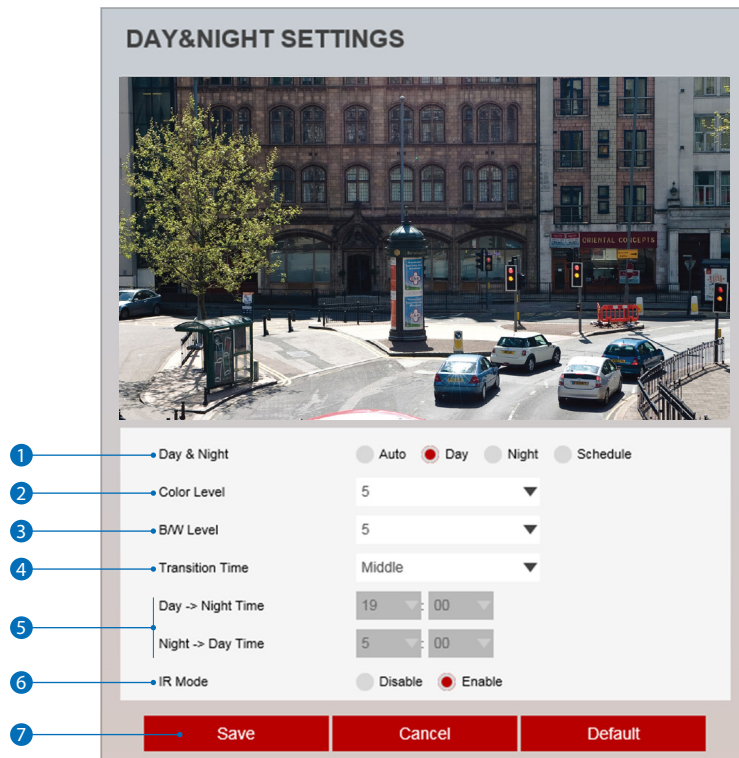 DAY&NIGHT SETTINGS
ORIENTAL CONCEPTS
1 Day & Night Auto Day Night Schedule
2 Color Level 5
3 B/W Level 5
4 Transition Time Middle
Day -> Night Time 19 : 00
5
Night -> Day Time 5 : 00
6 IR Mode Disable Enable
7 Save Cancel Default